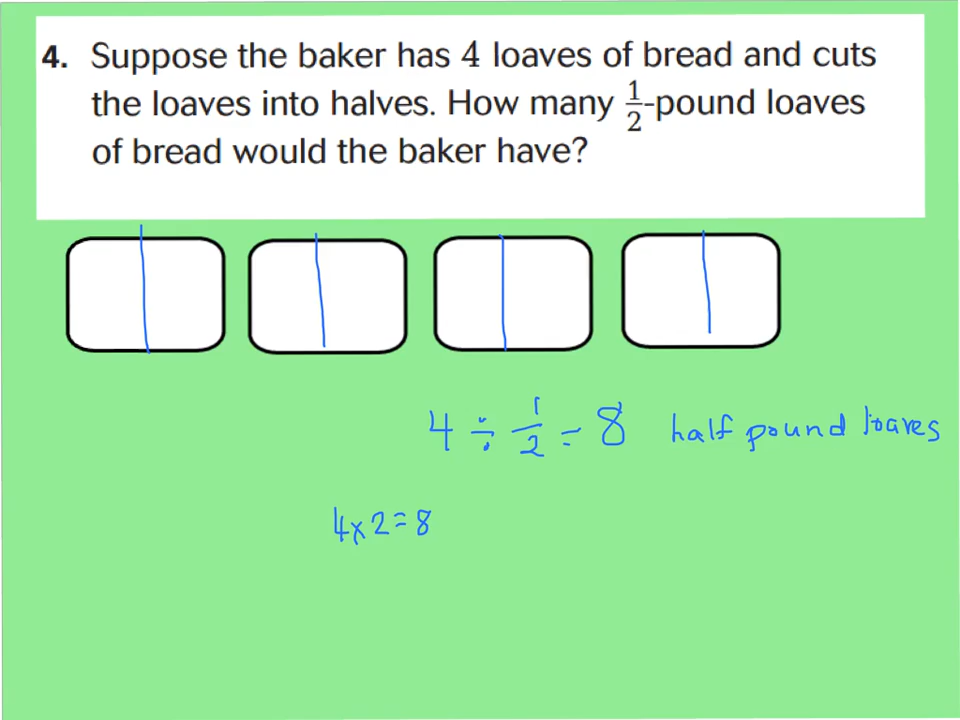 4. Suppose the baker has 4 loaves of bread and cuts
the loaves into halves. How many 1/2-pound loaves
of bread would the baker have?
4 ÷ 1/2 = 8 half pound loaves
4x2=8